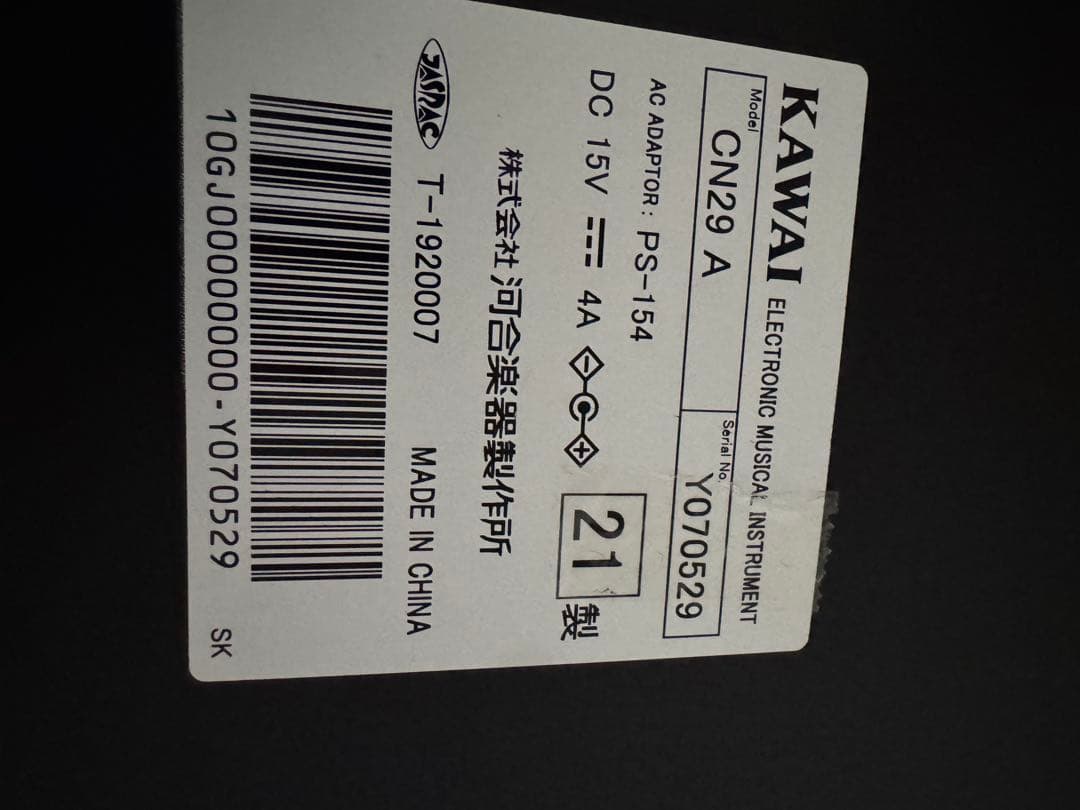 KAWAI ELECTRONIC MUSICAL INSTRUMENT
Model CN29 A Serial No. Y070529
AC ADAPTOR: PS-154
DC 15V ⎓ 4A - + 21 製
株式会社 河合楽器製作所
JASRAC T-1920007 MADE IN CHINA
10GJ0000000-Y070529 SK